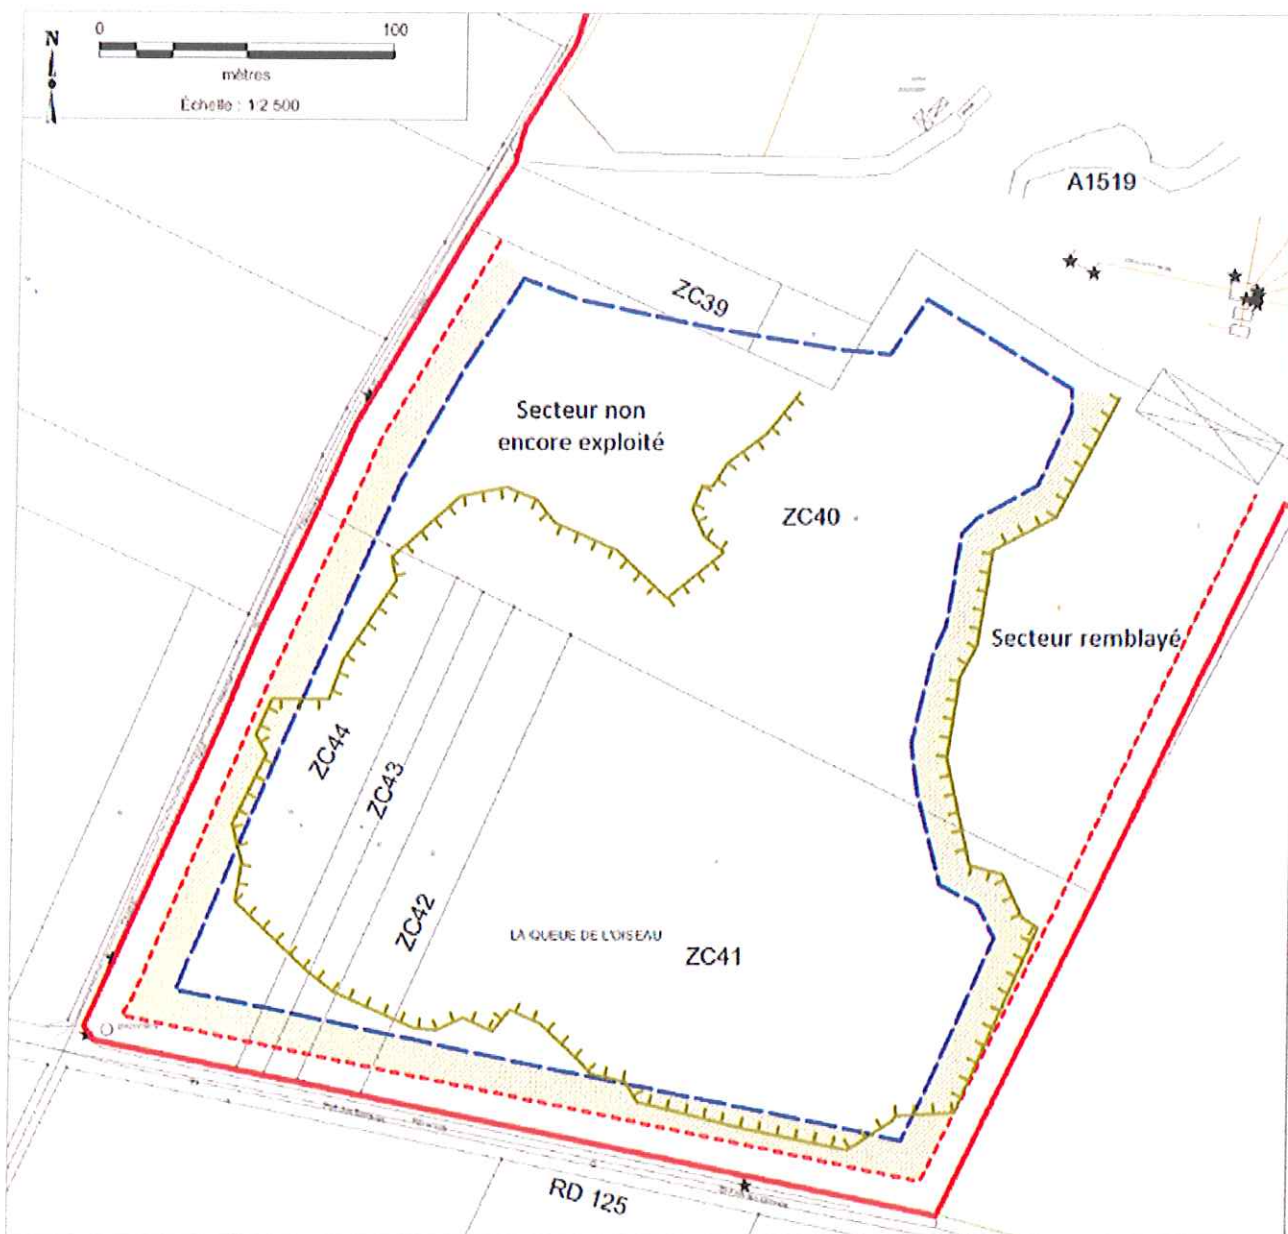 N
0 100
mètres
Échelle : 1:2 500
A1519
ZC39
Secteur non
encore exploité
ZC40
Secteur remblayé
ZC44
ZC43
ZC42
LA QUEUE DE L'OISEAU
ZC41
RD 125